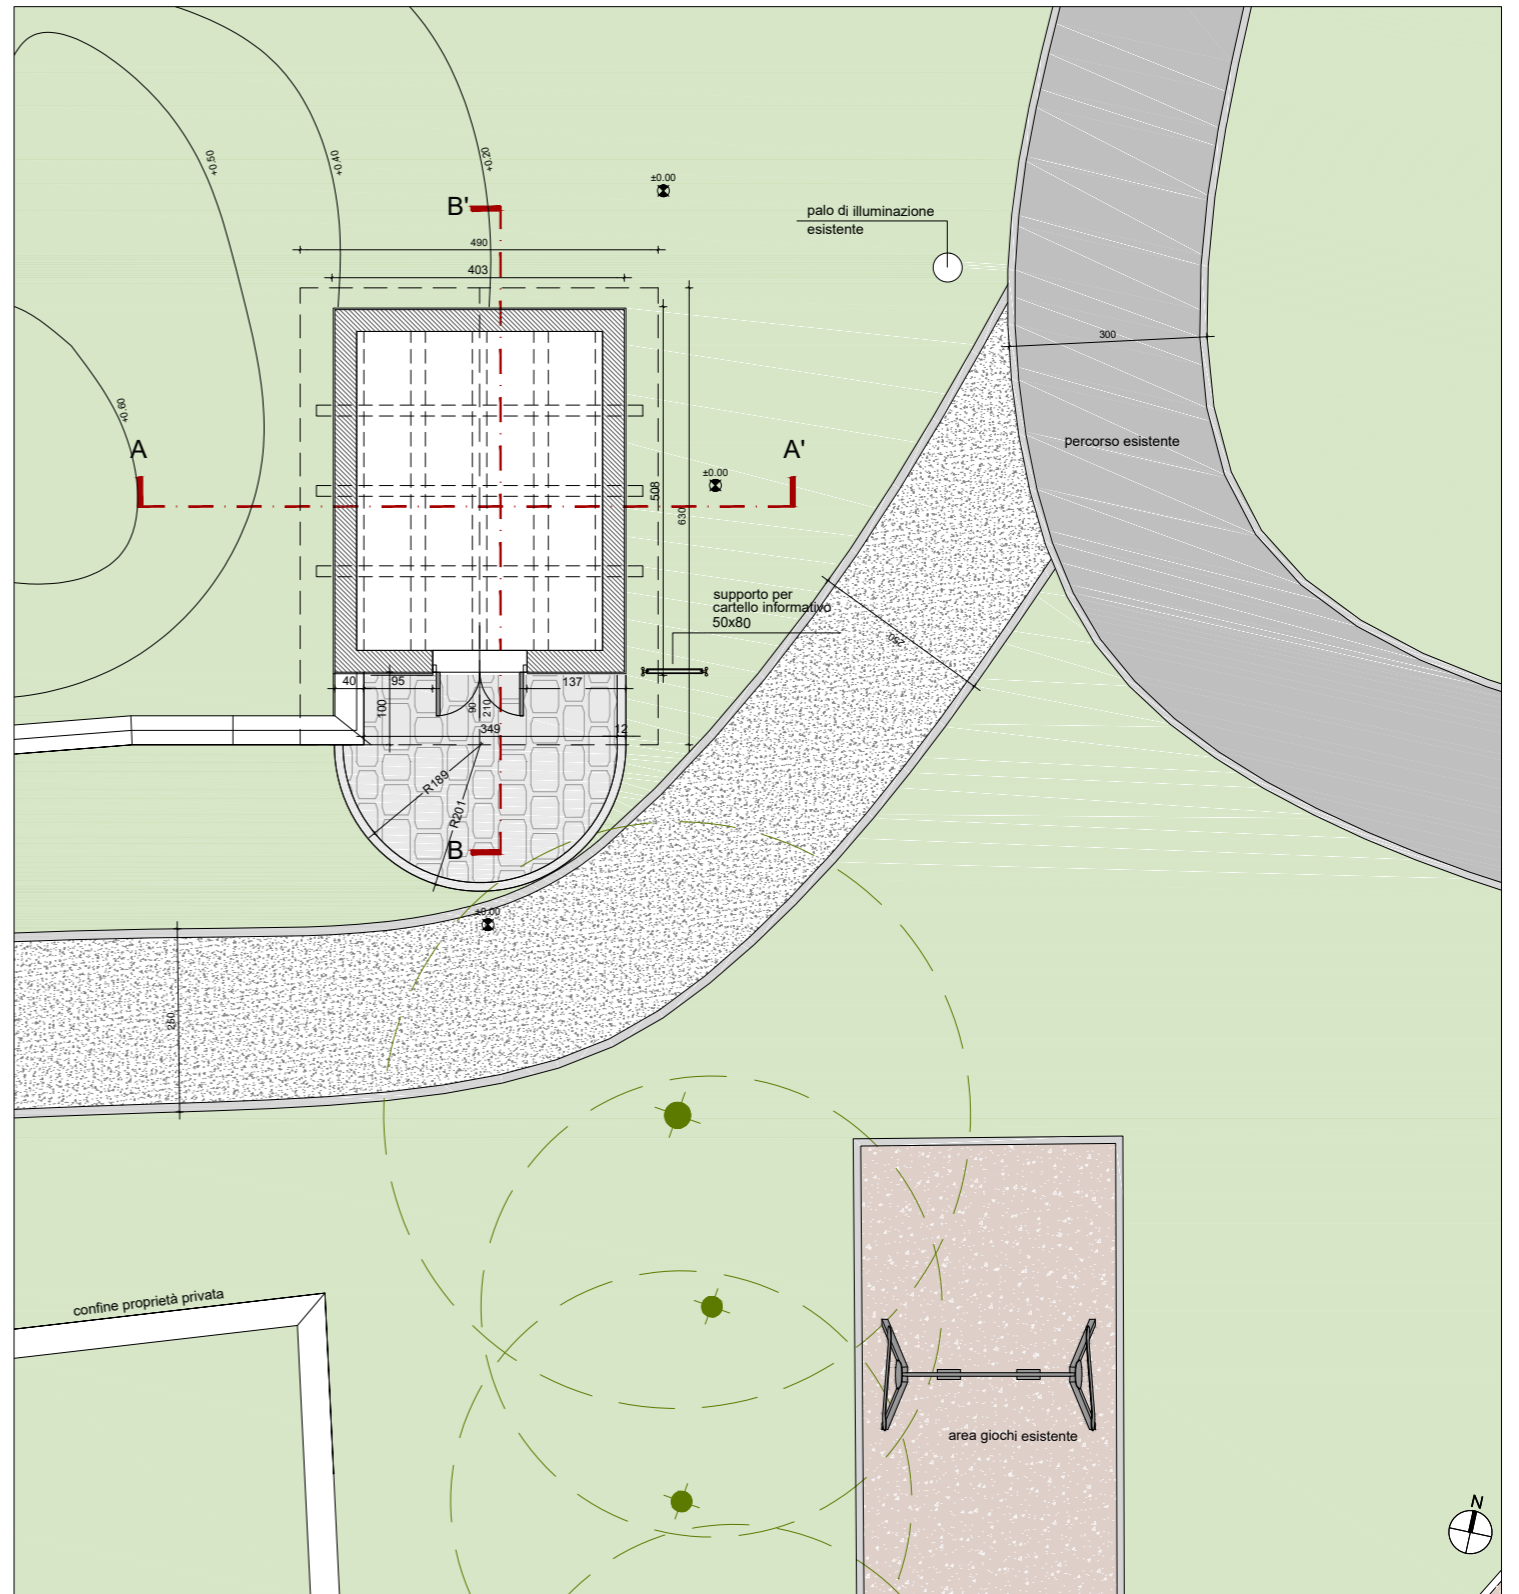 +0.50
+0.40
+0.20
±0.00
B'
palo di illuminazione
esistente
490
403
300
+0.60
A
A'
percorso esistente
±0.00
508
630
supporto per
cartello informativo
50x80
250
40
95
137
100
90
210
349
12
R189
R201
B
±0.00
250
confine proprietà privata
area giochi esistente
N